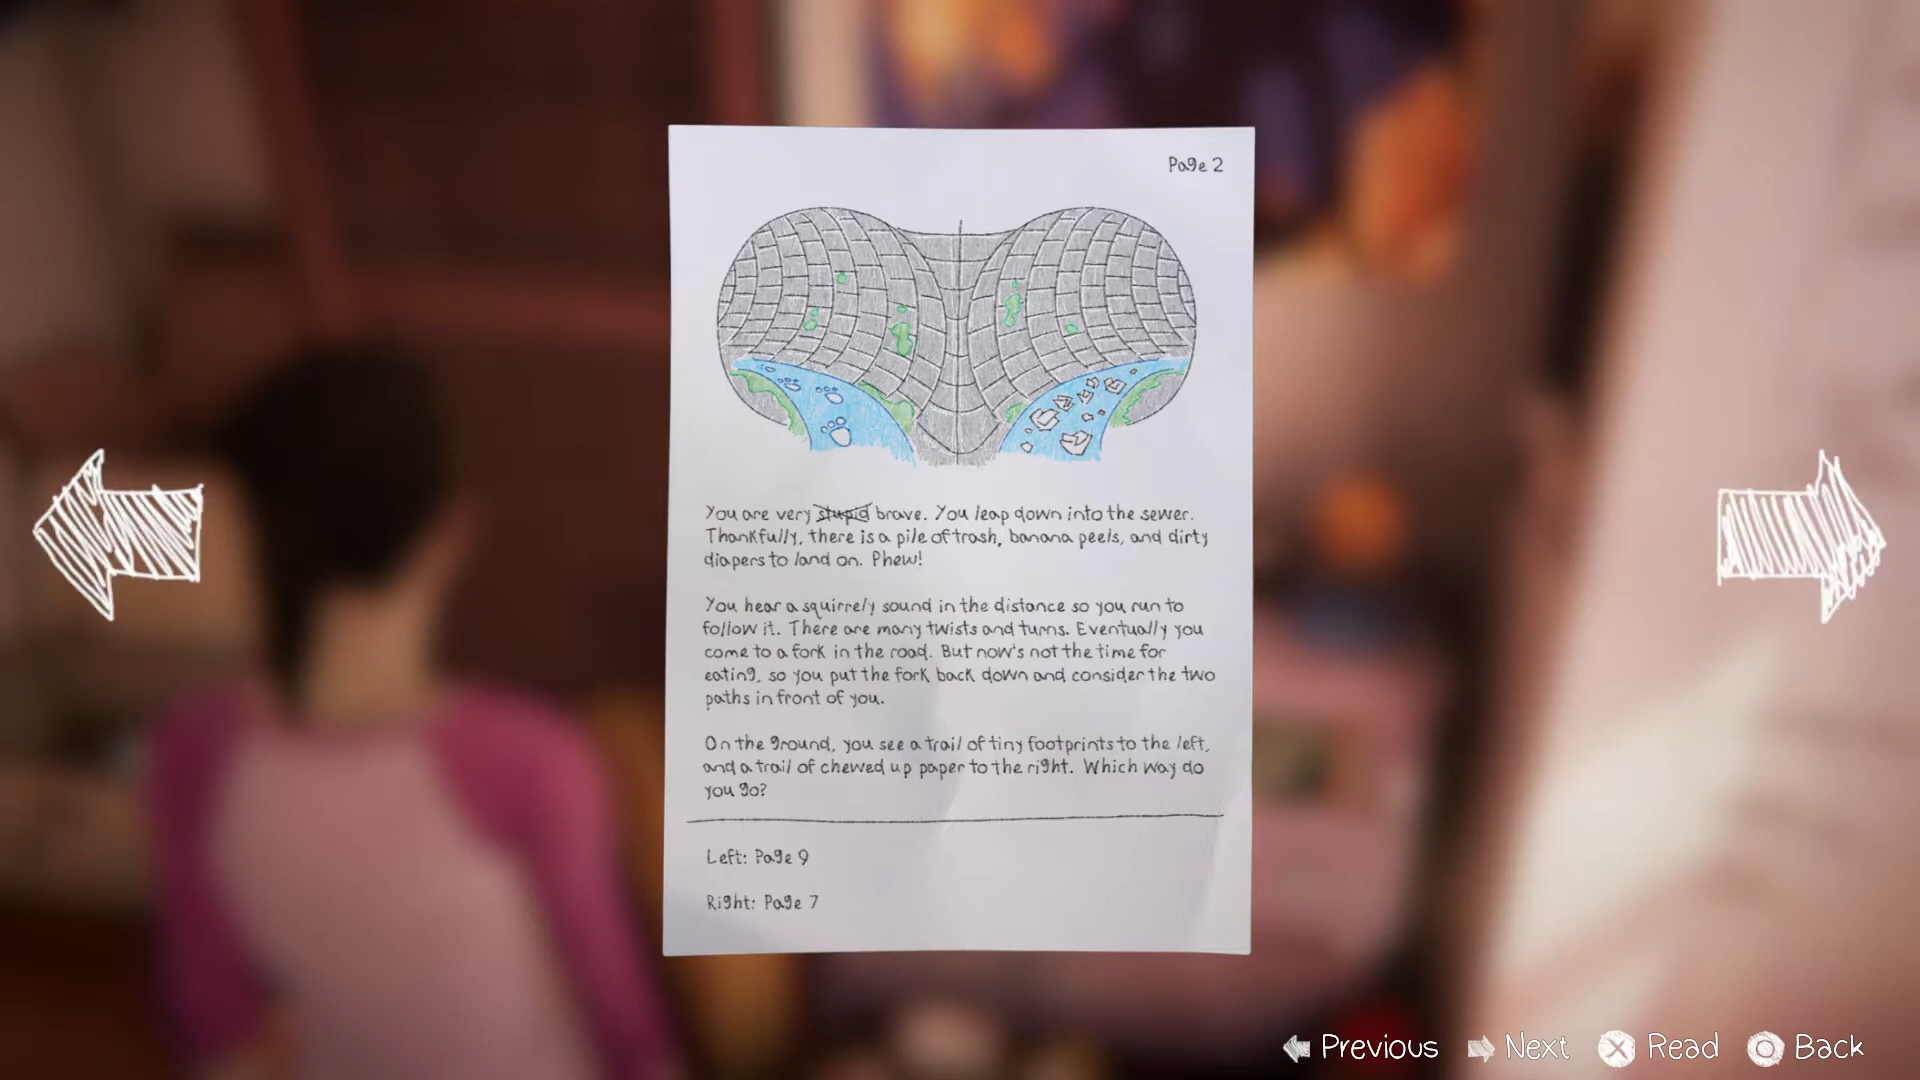 Page 2
You are very stupid brave. You leap down into the sewer.
Thankfully, there is a pile of trash, banana peels, and dirty
diapers to land on. Phew!
You hear a squirrely sound in the distance so you run to
follow it. There are many twists and turns. Eventually you
come to a fork in the road. But now's not the time for
eating, so you put the fork back down and consider the two
paths in front of you.
On the ground, you see a trail of tiny footprints to the left,
and a trail of chewed up paper to the right. Which way do
you go?
Left: Page 9
Right: Page 7
Previous Next Read Back